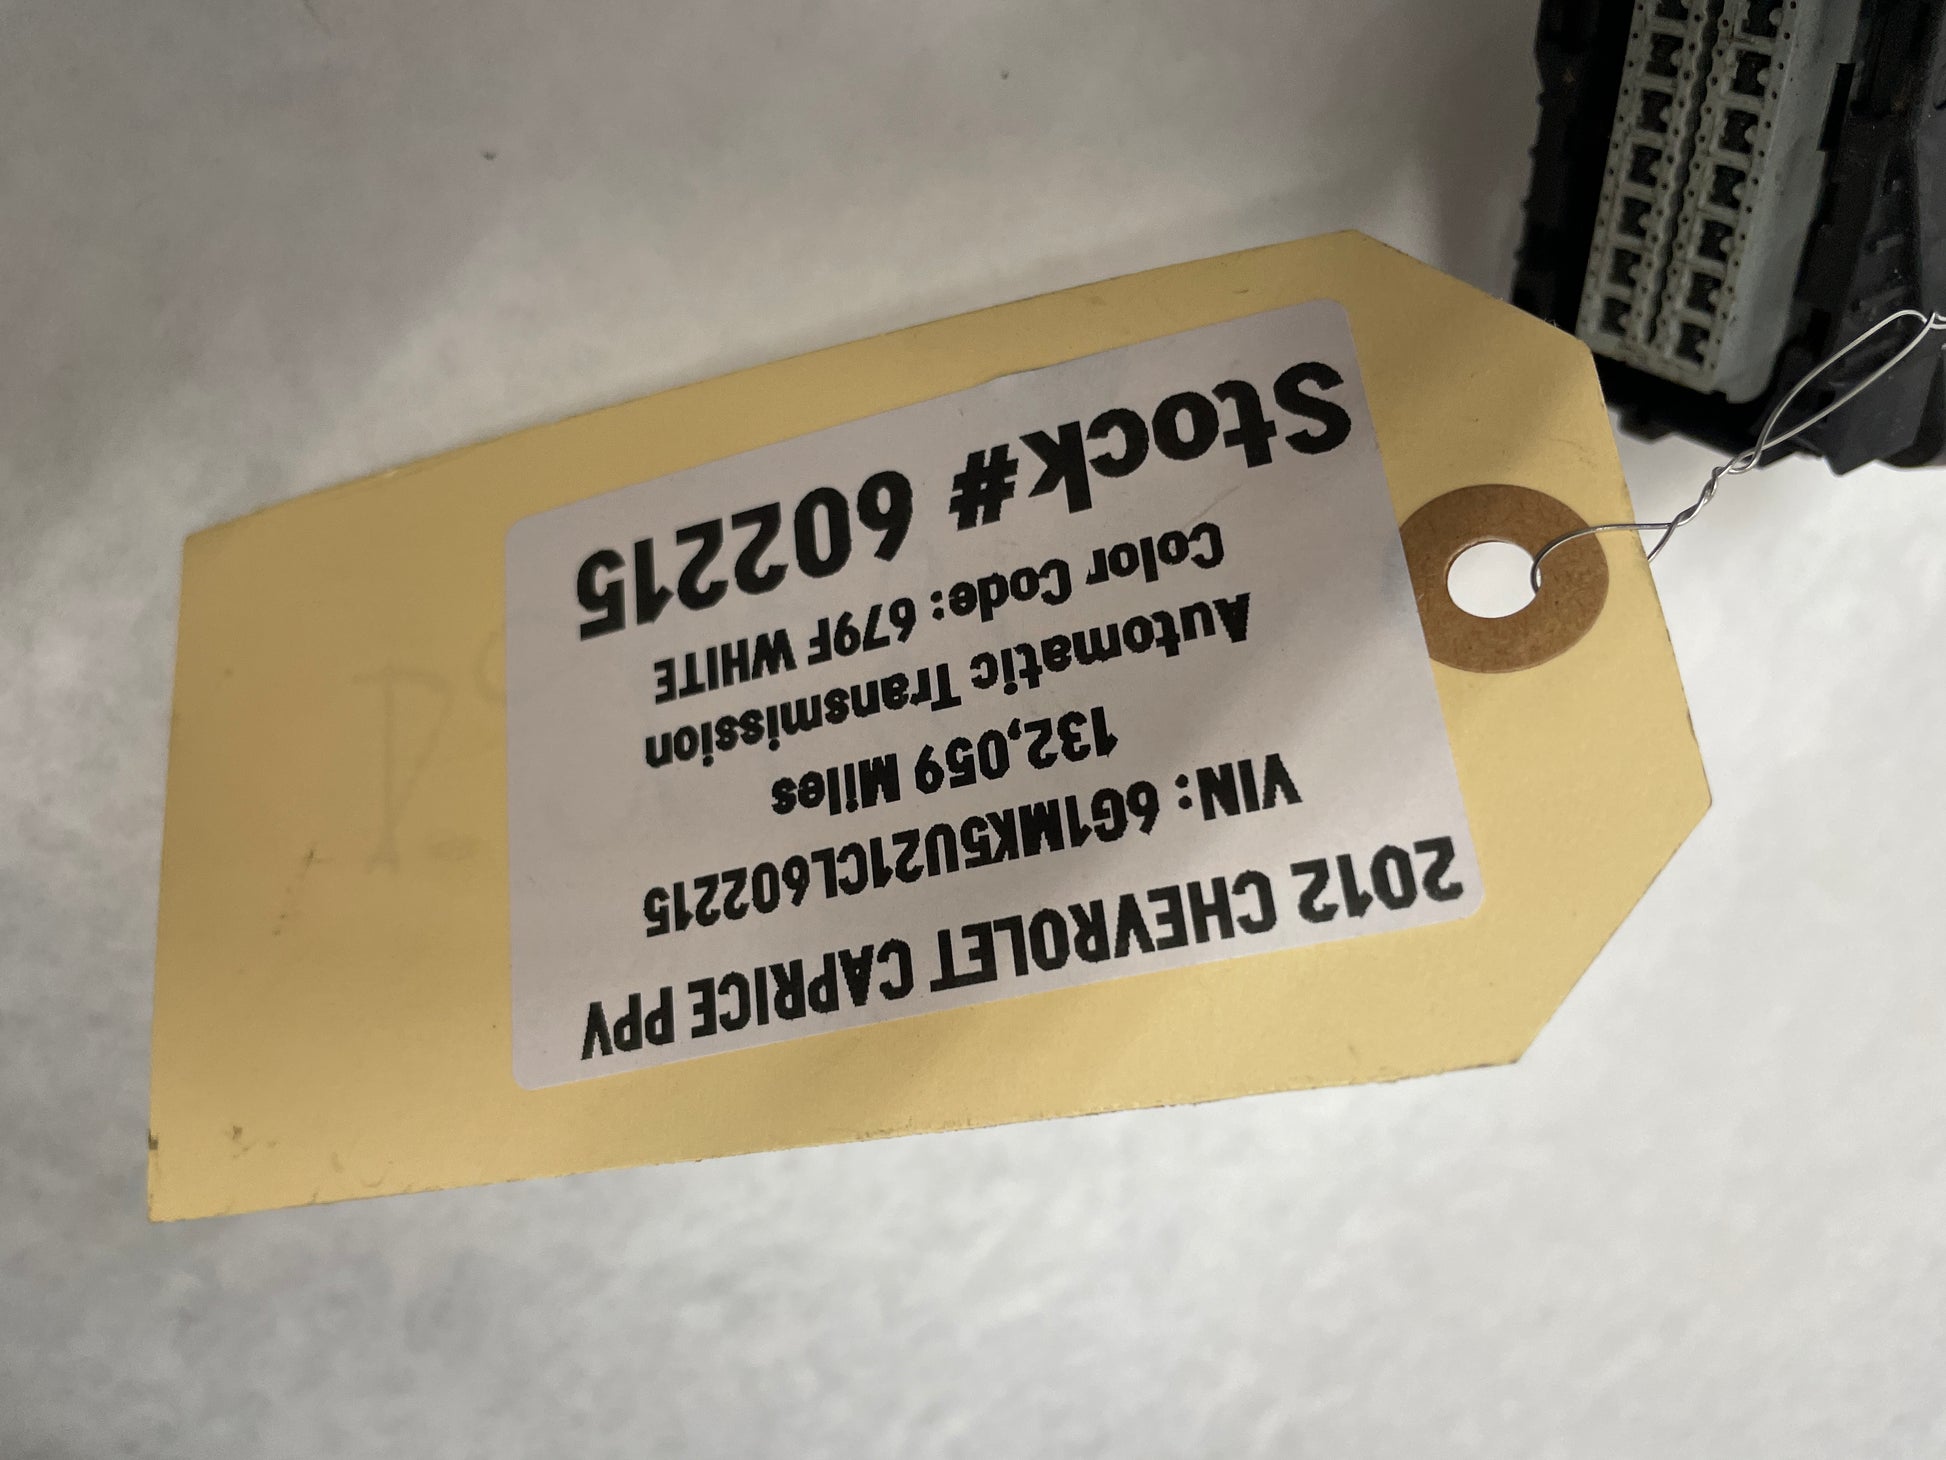 2012 CHEVROLET CAPRICE PPV
VIN: 6G1MK5U21CL602215
132,059 Miles
Automatic Transmission
Color Code: 679F WHITE
Stock# 602215